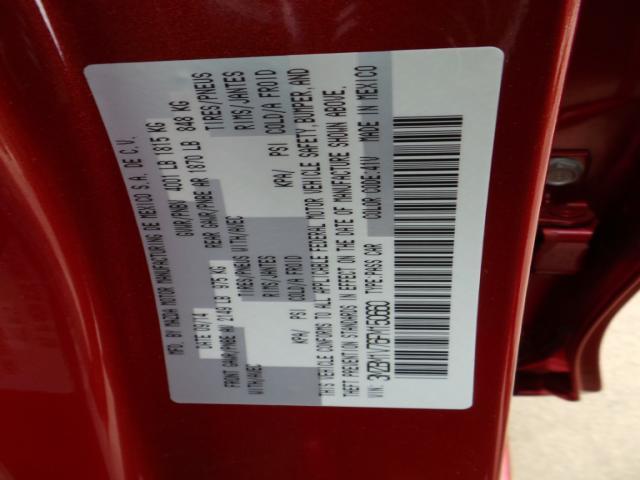 MFD. BY MAZDA MOTOR MANUFACTURING DE MEXICO S.A. DE C.V.
DATE 09/14 GVWR/PNBV 4001 LB 1815 KG
FRONT GAWR/PNBE AV 2149 LB 975 KG REAR GAWR/PNBE AR 1870 LB 848 KG
WITH/AVEC TIRES/PNEUS WITH/AVEC TIRES/PNEUS
RIMS/JANTES RIMS/JANTES
KPA/ PSI COLD/A FROID KPA/ PSI COLD/A FROID
THIS VEHICLE CONFORMS TO ALL APPLICABLE FEDERAL MOTOR VEHICLE SAFETY, BUMPER, AND
THEFT PREVENTION STANDARDS IN EFFECT ON THE DATE OF MANUFACTURE SHOWN ABOVE.
VIN: 3MZBM1V76FM150660 TYPE:PASS CAR COLOR CODE:41V MADE IN MEXICO